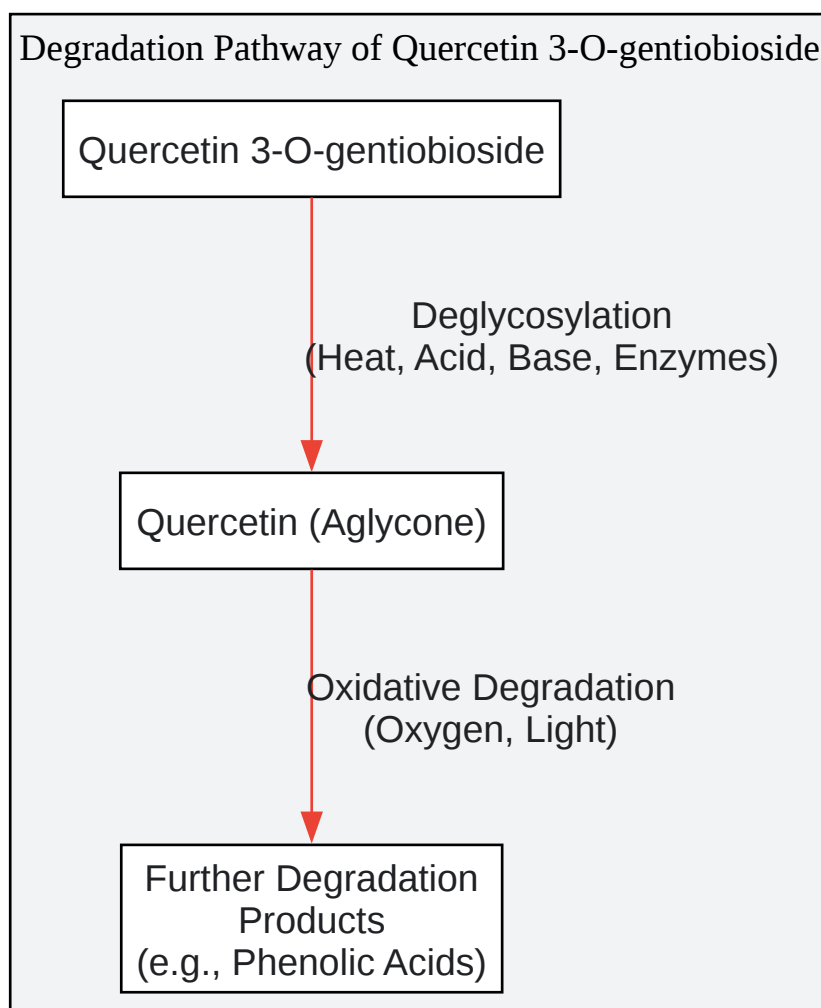 Degradation Pathway of Quercetin 3-O-gentiobioside
Quercetin 3-O-gentiobioside
Deglycosylation
(Heat, Acid, Base, Enzymes)
Quercetin (Aglycone)
Oxidative Degradation
(Oxygen, Light)
Further Degradation
Products
(e.g., Phenolic Acids)